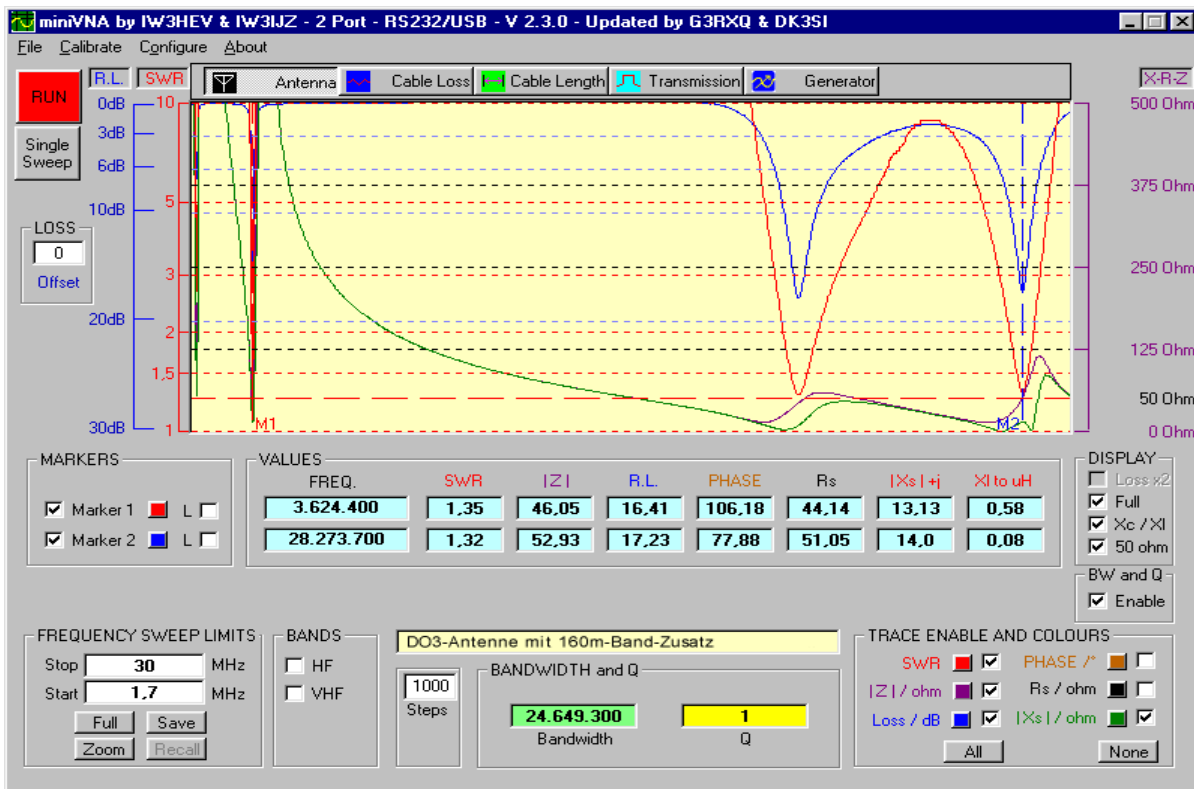 miniVNA by IW3HEV & IW3IJZ - 2 Port - RS232/USB - V 2.3.0 - Updated by G3RXQ & DK3SI
File Calibrate Configure About
RUN
Single
Sweep
R.L. SWR
Antenna Cable Loss Cable Length Transmission Generator
X-R-Z
0dB 10 500 Ohm
3dB
6dB
375 Ohm
10dB 5
LOSS
0
Offset
3 250 Ohm
20dB
2
125 Ohm
1,5
50 Ohm
30dB 1 M1 M2 0 Ohm
MARKERS
Marker 1 L
Marker 2 L
VALUES
FREQ. SWR |Z| R.L. PHASE Rs |Xs|+j Xl to uH
3.624.400 1,35 46,05 16,41 106,18 44,14 13,13 0,58
28.273.700 1,32 52,93 17,23 77,88 51,05 14,0 0,08
DISPLAY
Loss x2
Full
Xc / Xl
50 ohm
BW and Q
Enable
FREQUENCY SWEEP LIMITS
Stop 30 MHz
Start 1,7 MHz
Full Save
Zoom Recall
BANDS
HF
VHF
DO3-Antenne mit 160m-Band-Zusatz
1000
Steps
BANDWIDTH and Q
24.649.300 1
Bandwidth Q
TRACE ENABLE AND COLOURS
SWR PHASE /°
|Z| / ohm Rs / ohm
Loss / dB |Xs| / ohm
All None